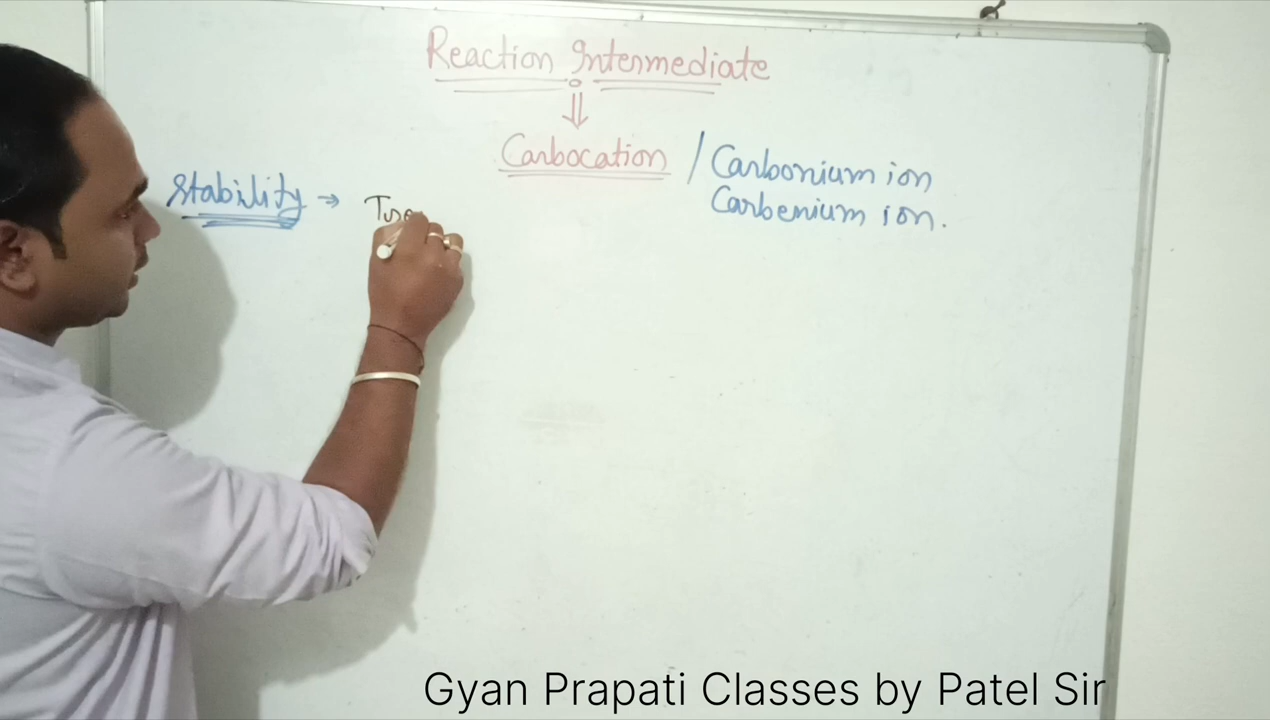 Reaction Intermediate
Carbocation / Carbonium ion
Carbenium ion.
Stability →
Gyan Prapati Classes by Patel Sir